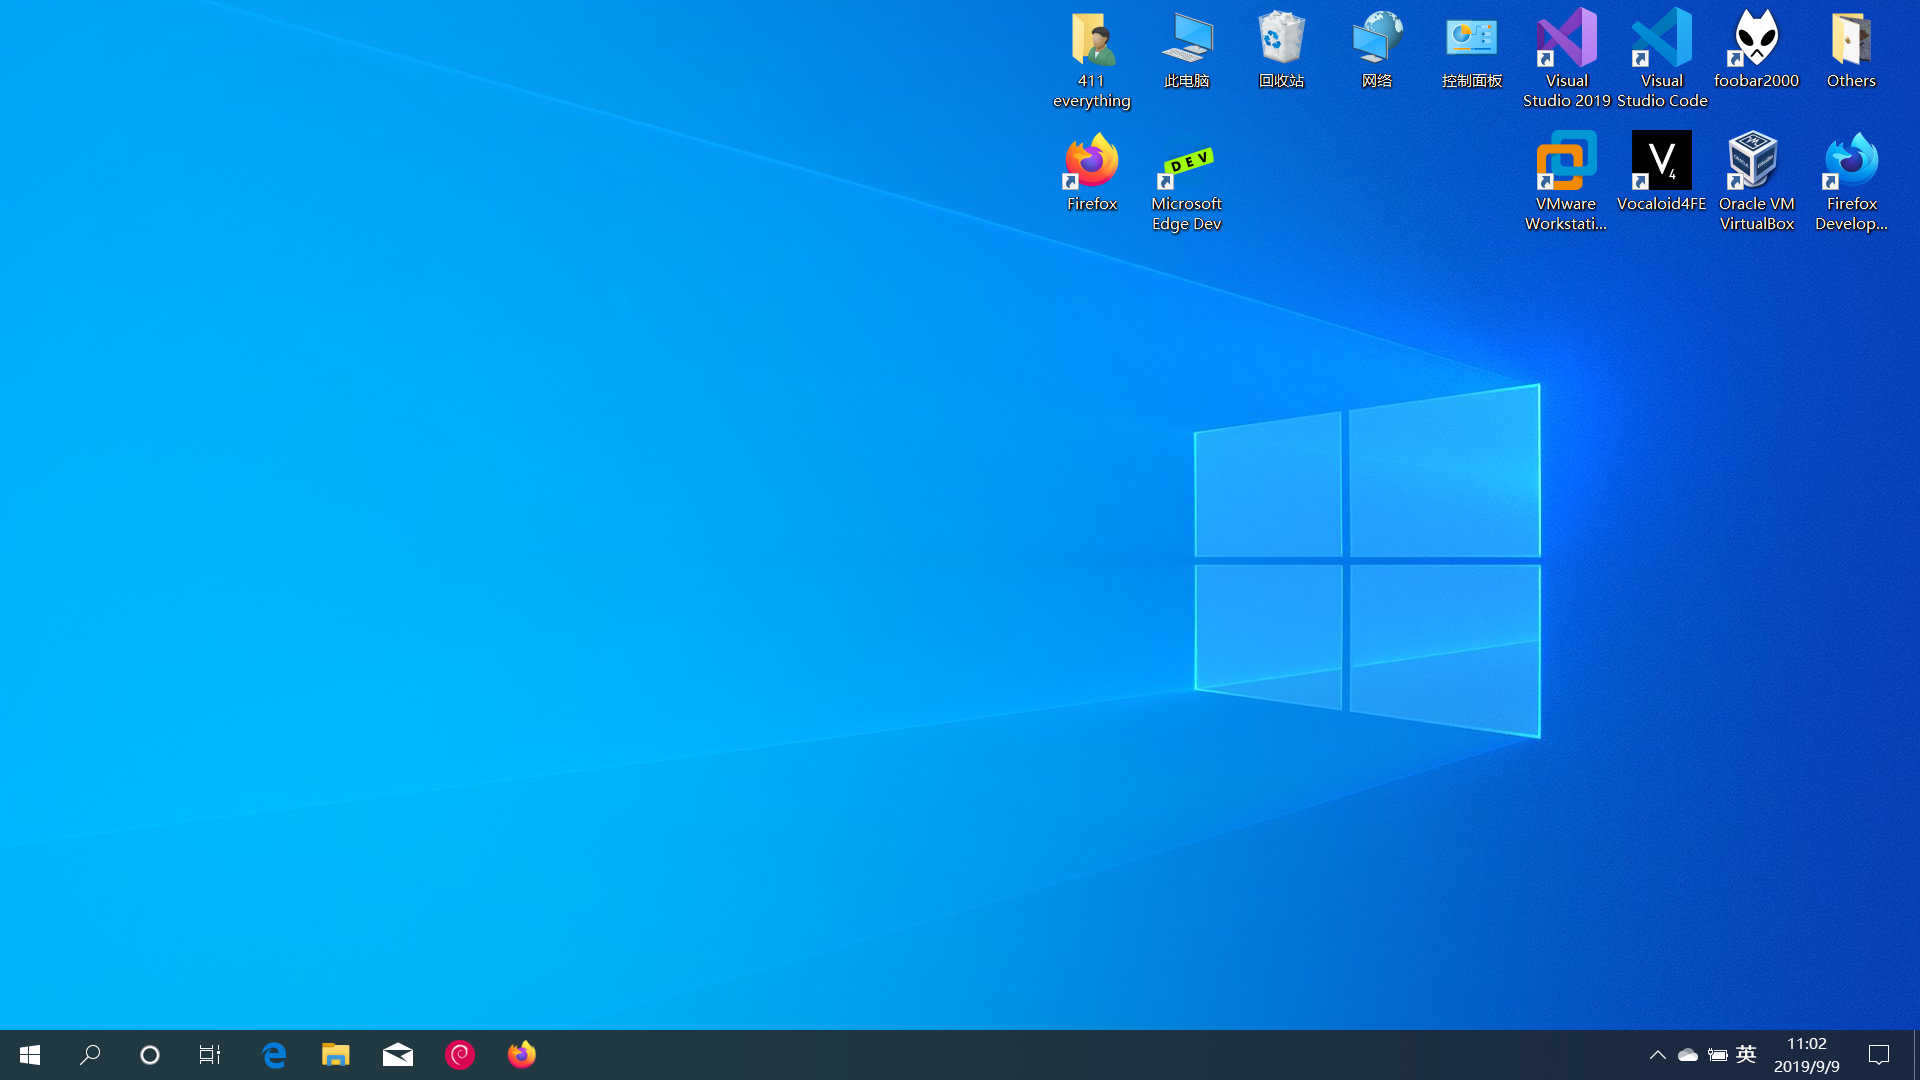 411
everything
此电脑
回收站
网络
控制面板
Visual
Studio 2019
Visual
Studio Code
foobar2000
Others
Firefox
DEV
Microsoft
Edge Dev
VMware
Workstati...
V4
Vocaloid4FE
Oracle VM
VirtualBox
Firefox
Develop...
英
11:02
2019/9/9